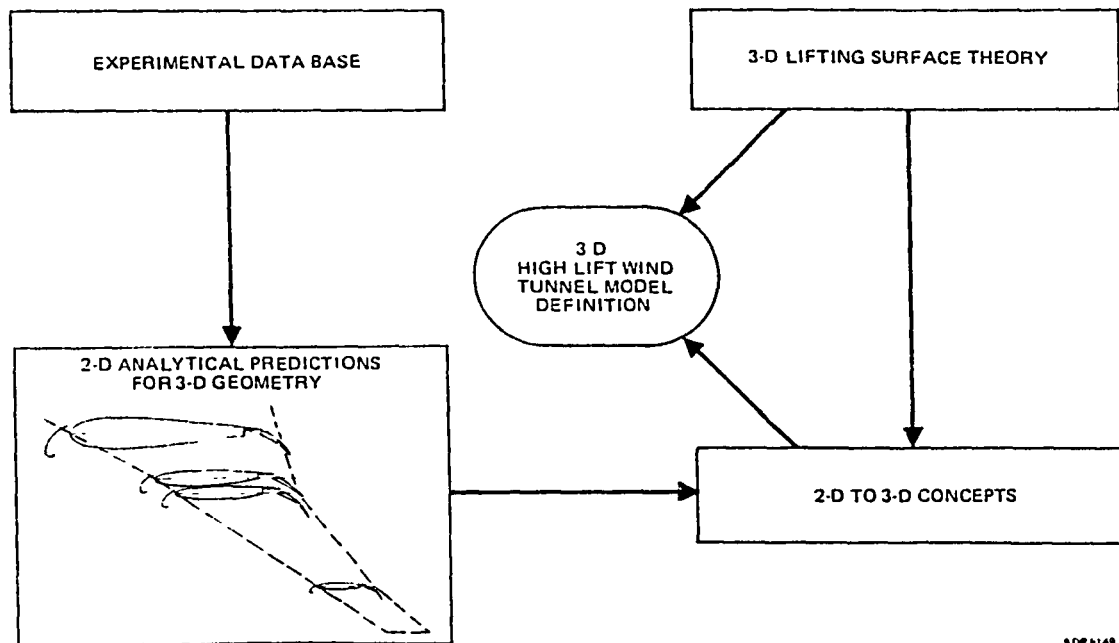 EXPERIMENTAL DATA BASE
3-D LIFTING SURFACE THEORY
3 D
HIGH LIFT WIND
TUNNEL MODEL
DEFINITION
2-D ANALYTICAL PREDICTIONS
FOR 3-D GEOMETRY
2-D TO 3-D CONCEPTS